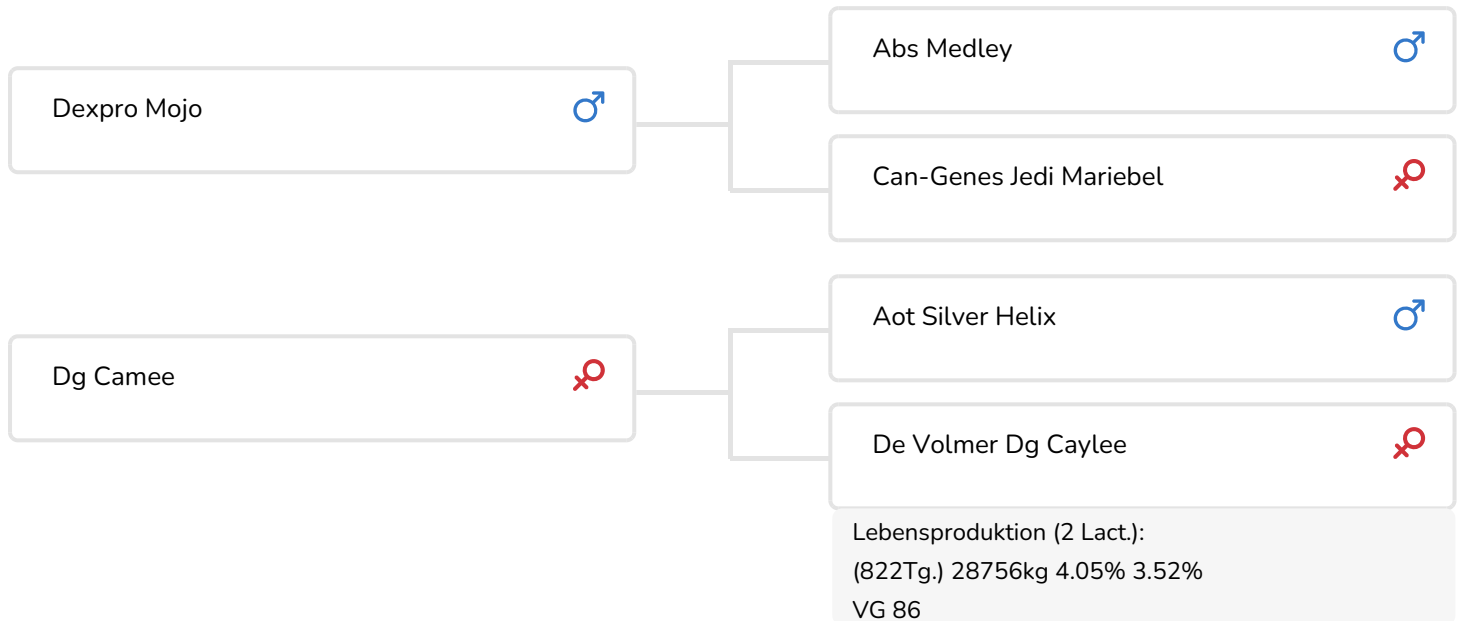 Dexpro Mojo
Abs Medley
Can-Genes Jedi Mariebel
Dg Camee
Aot Silver Helix
De Volmer Dg Caylee
Lebensproduktion (2 Lact.):
(822Tg.) 28756kg 4.05% 3.52%
VG 86